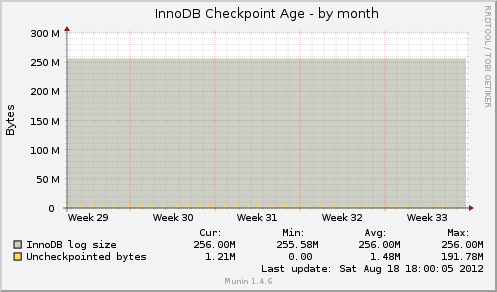 InnoDB Checkpoint Age - by month
RRDTOOL / TOBI OETIKER
Bytes
300 M
250 M
200 M
150 M
100 M
50 M
0
Week 29 Week 30 Week 31 Week 32 Week 33
Cur: Min: Avg: Max:
InnoDB log size 256.00M 255.58M 256.00M 256.00M
Uncheckpointed bytes 1.21M 0.00 1.48M 191.78M
Last update: Sat Aug 18 18:00:05 2012
Munin 1.4.6